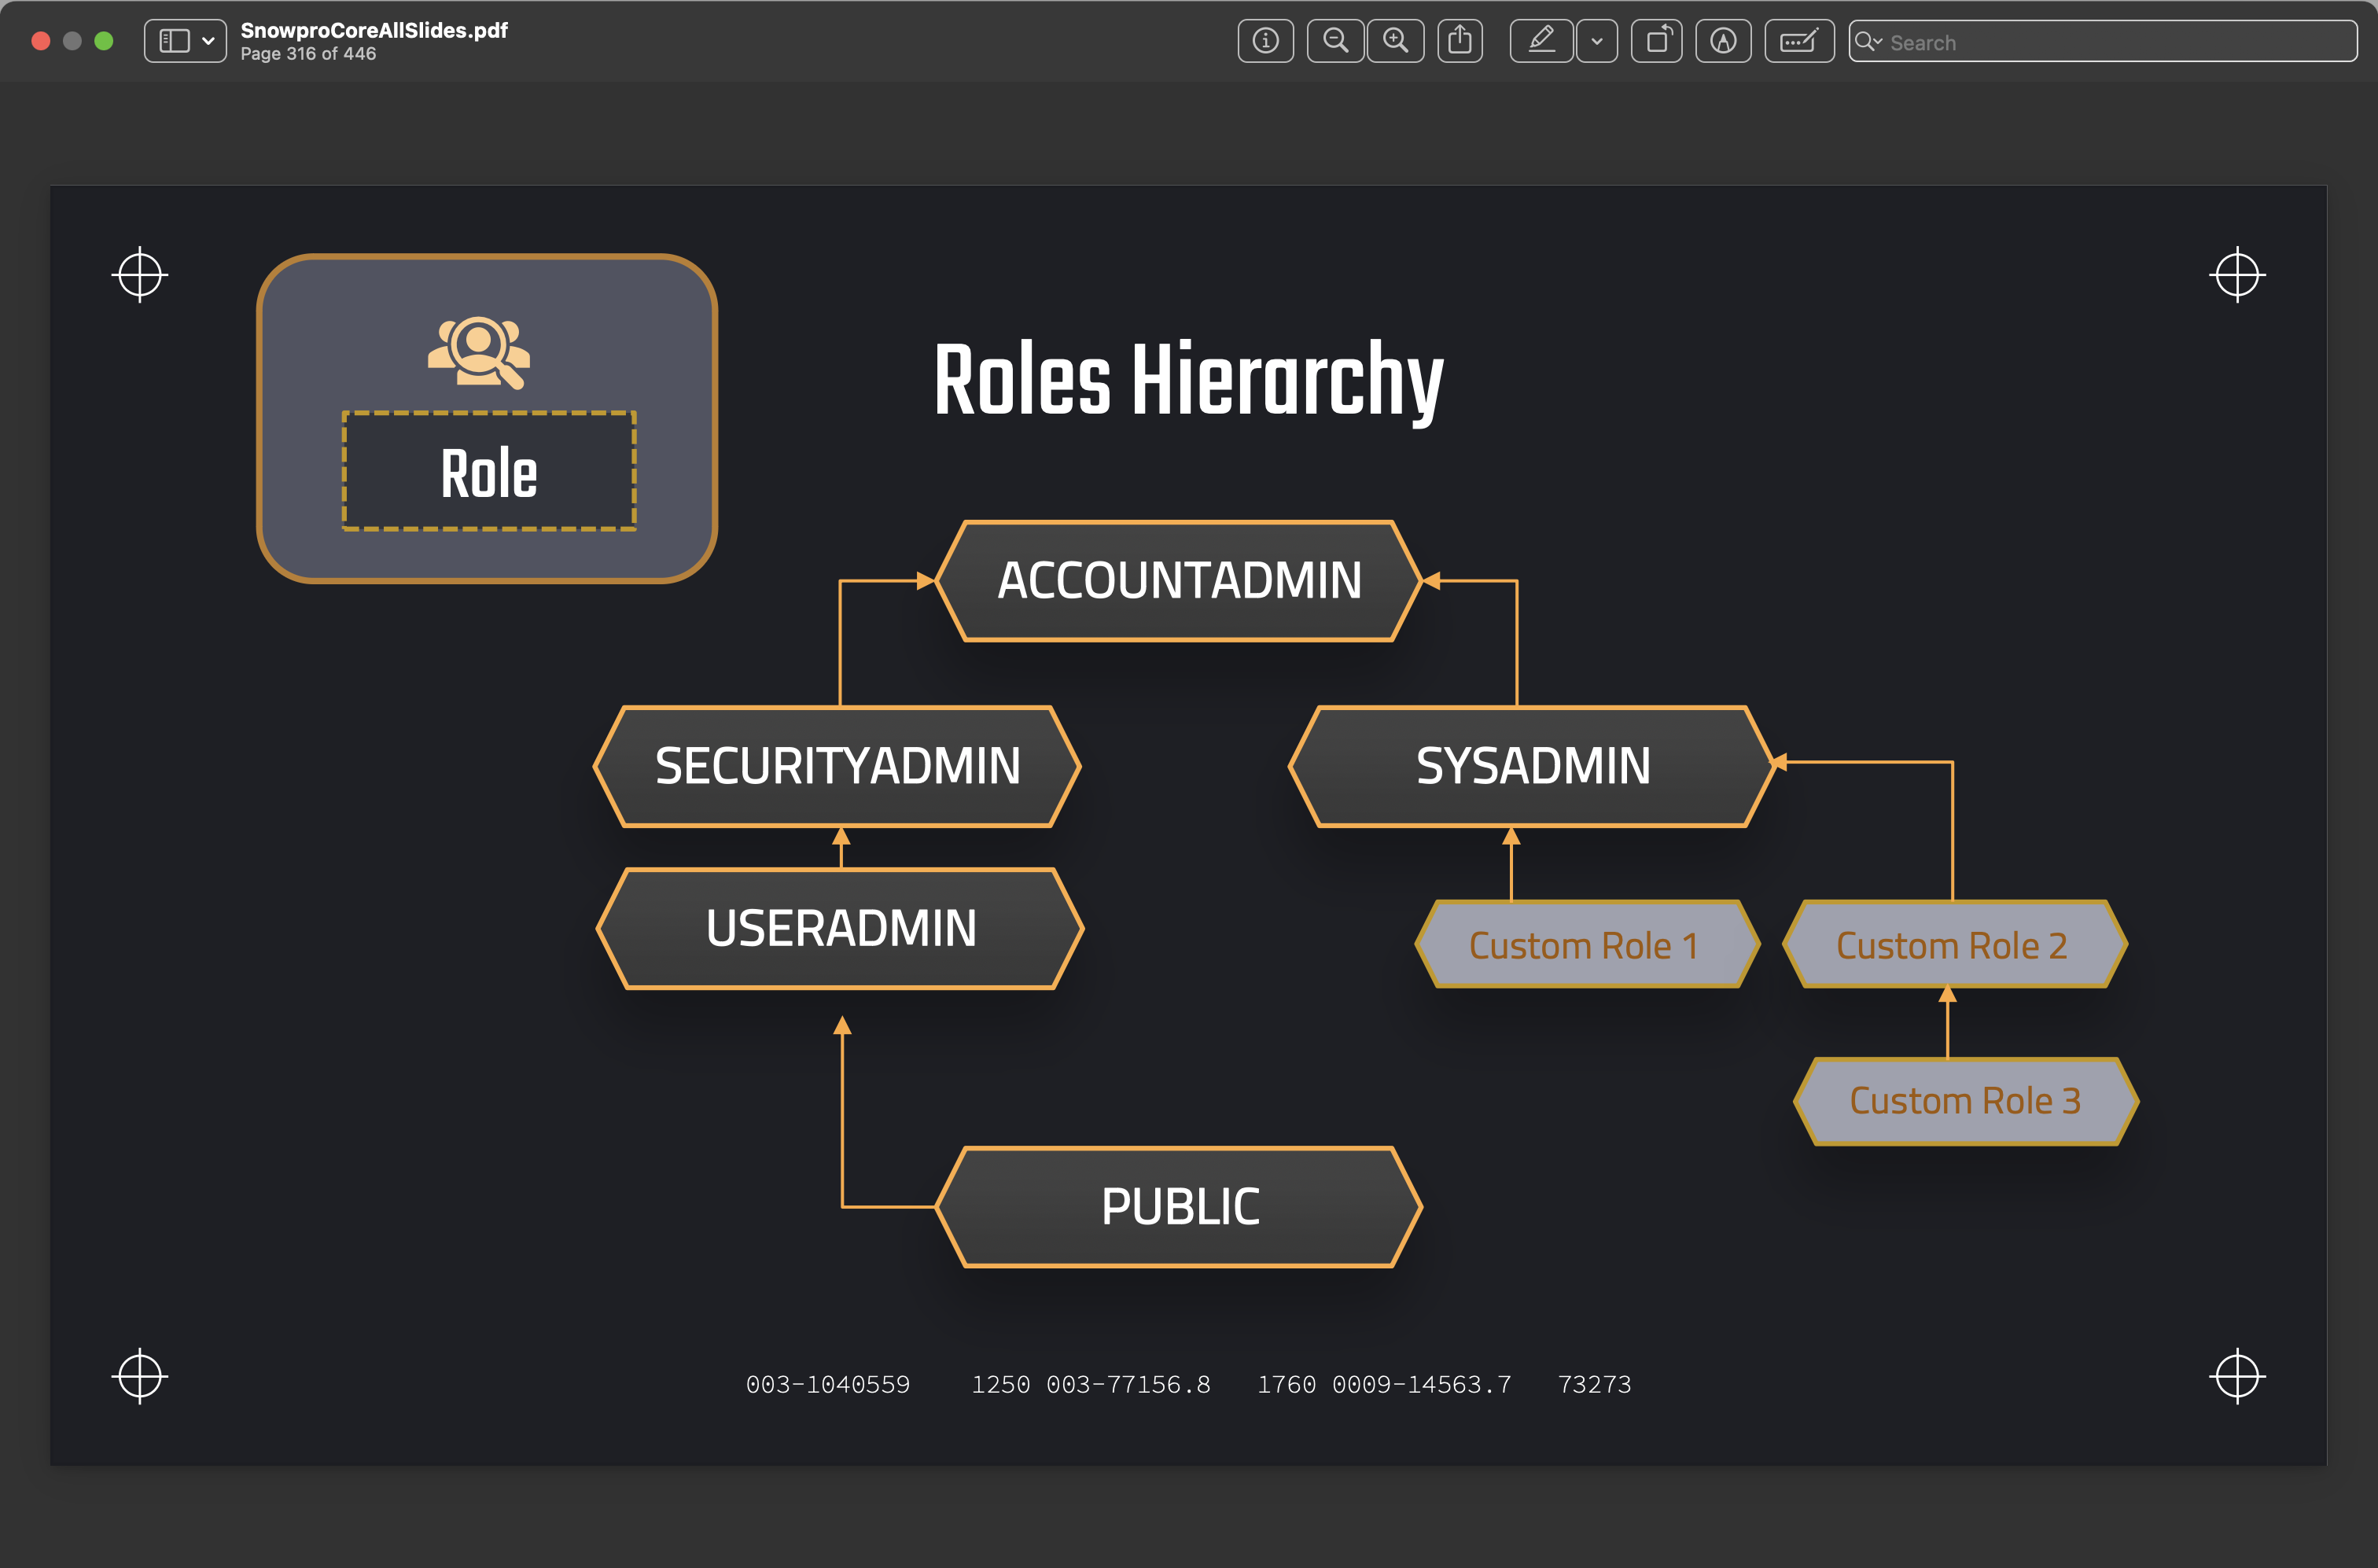 SnowproCoreAllSlides.pdf
Page 316 of 446
Search
Role
Roles Hierarchy
ACCOUNTADMIN
SECURITYADMIN
SYSADMIN
USERADMIN
Custom Role 1
Custom Role 2
Custom Role 3
PUBLIC
003-1040559 1250 003-77156.8 1760 0009-14563.7 73273